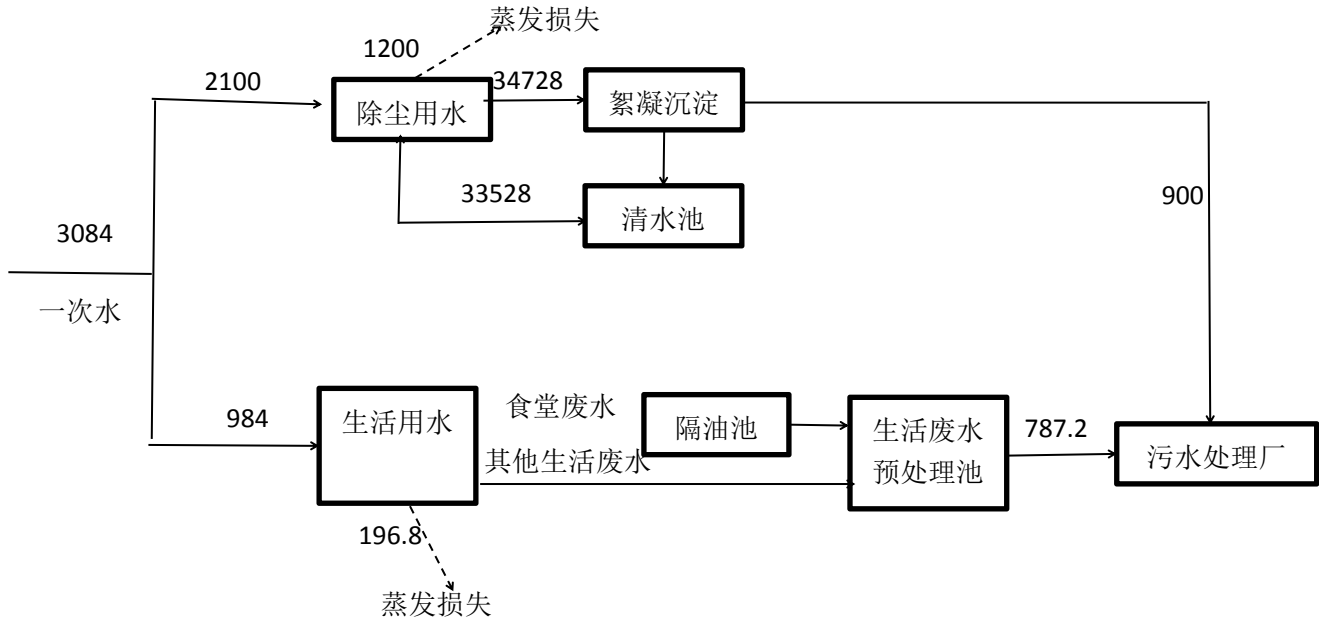 蒸发损失
1200
2100
34728
除尘用水
絮凝沉淀
33528
清水池
900
3084
一次水
984
生活用水
食堂废水
隔油池
其他生活废水
生活废水
预处理池
787.2
污水处理厂
196.8
蒸发损失